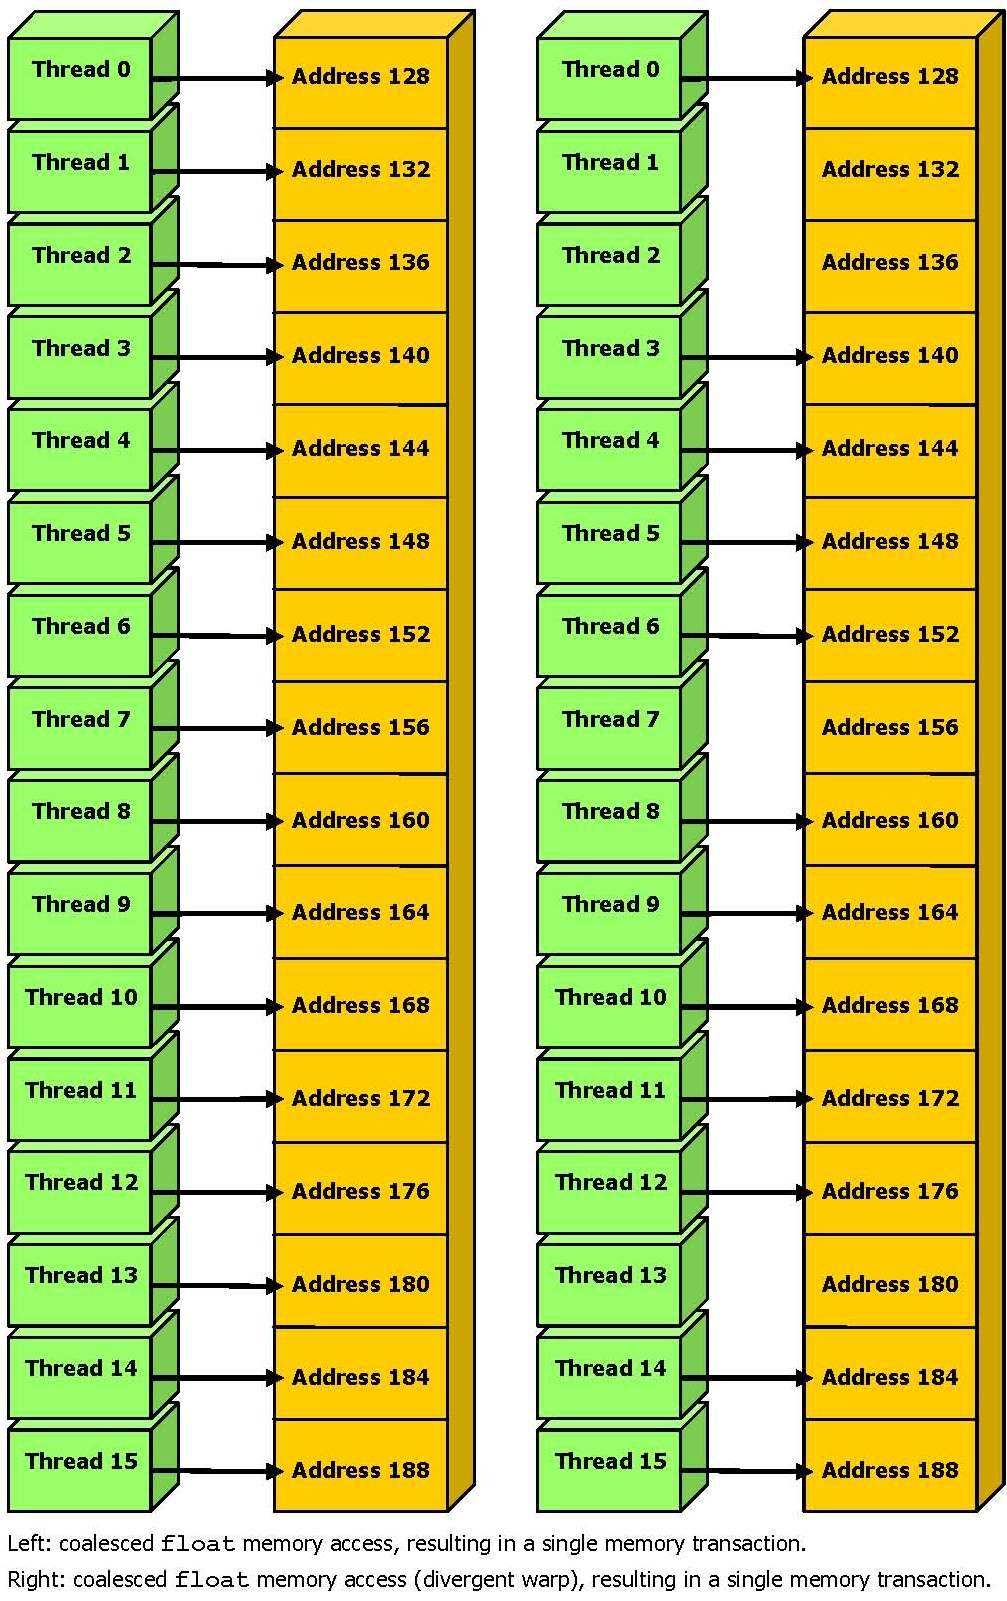 Thread 0 Address 128 Thread 0 Address 128
Thread 1 Address 132 Thread 1 Address 132
Thread 2 Address 136 Thread 2 Address 136
Thread 3 Address 140 Thread 3 Address 140
Thread 4 Address 144 Thread 4 Address 144
Thread 5 Address 148 Thread 5 Address 148
Thread 6 Address 152 Thread 6 Address 152
Thread 7 Address 156 Thread 7 Address 156
Thread 8 Address 160 Thread 8 Address 160
Thread 9 Address 164 Thread 9 Address 164
Thread 10 Address 168 Thread 10 Address 168
Thread 11 Address 172 Thread 11 Address 172
Thread 12 Address 176 Thread 12 Address 176
Thread 13 Address 180 Thread 13 Address 180
Thread 14 Address 184 Thread 14 Address 184
Thread 15 Address 188 Thread 15 Address 188
Left: coalesced float memory access, resulting in a single memory transaction.
Right: coalesced float memory access (divergent warp), resulting in a single memory transaction.